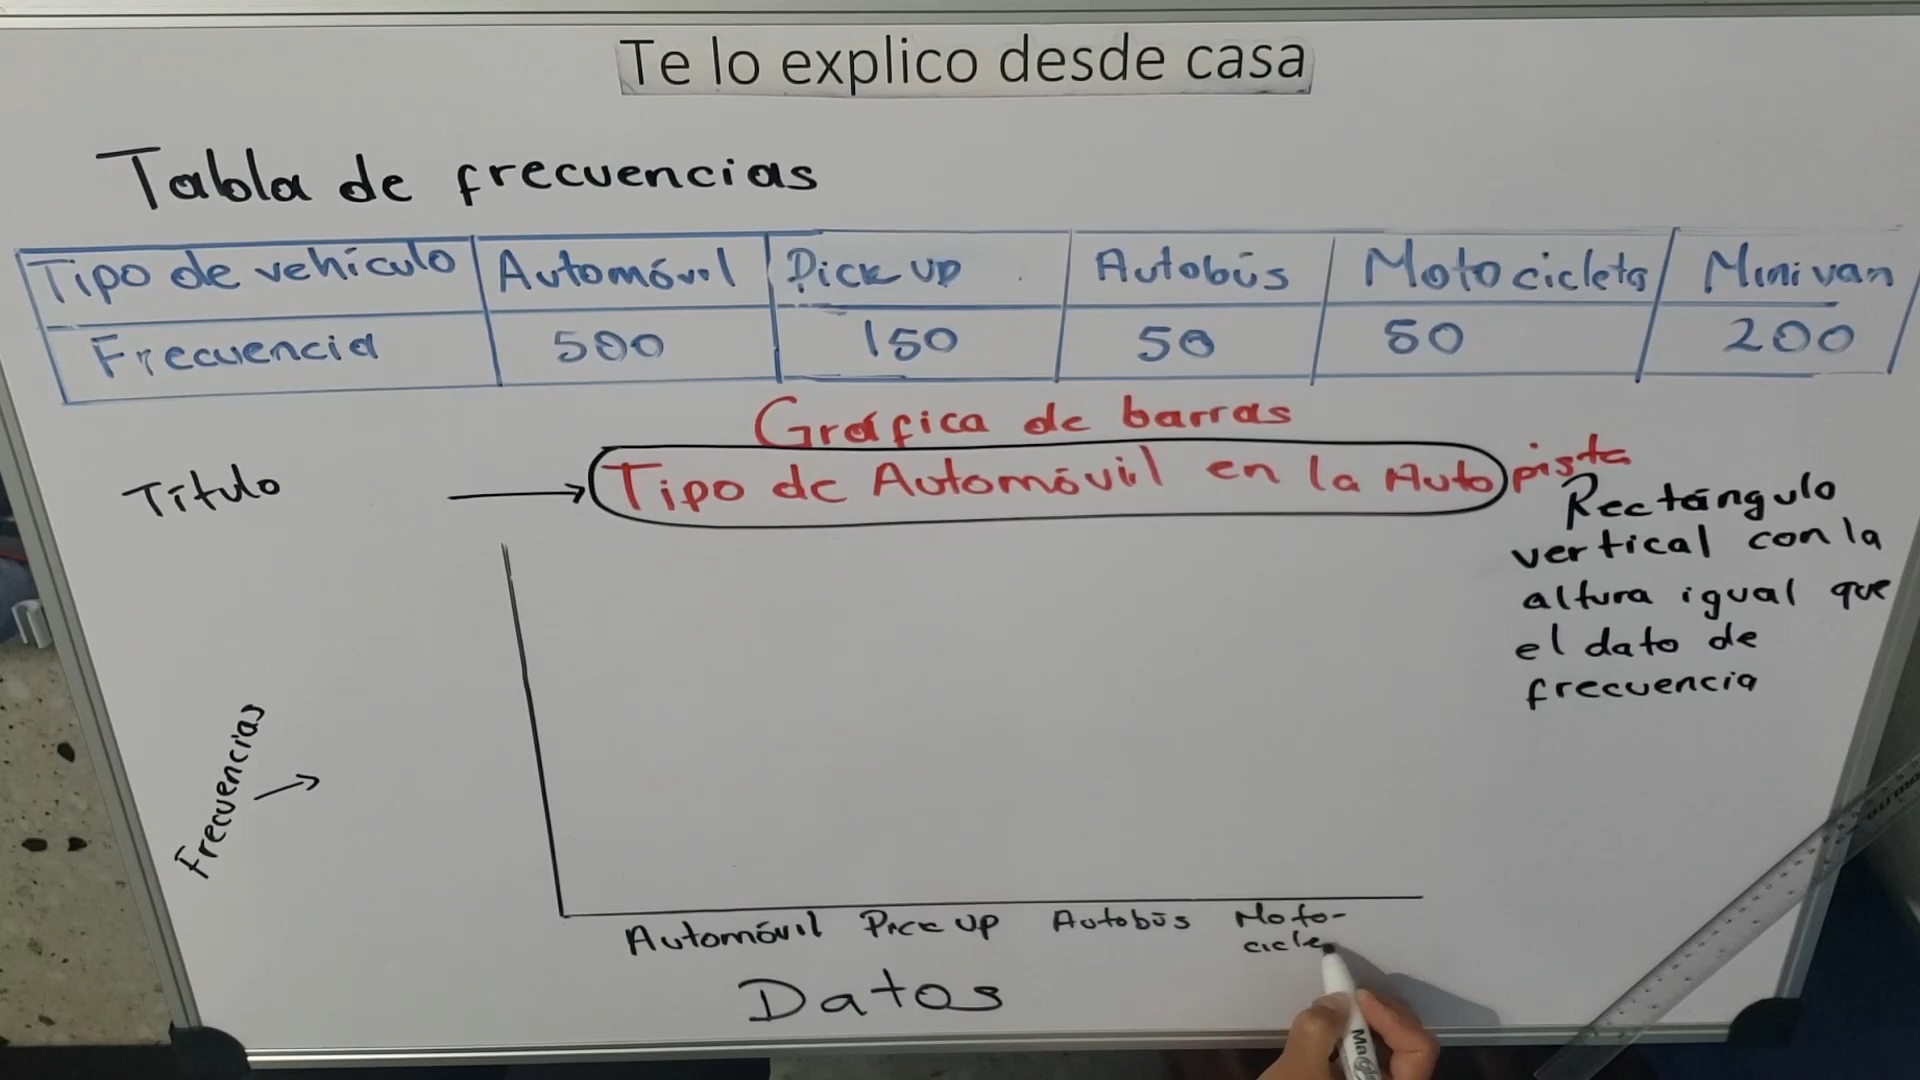 Te lo explico desde casa
Tabla de frecuencias
Tipo de vehículo Automóvil Pick up Autobús Motocicleta Minivan
Frecuencia 500 150 50 50 200
Gráfica de barras
Título
Tipo de Automóvil en la Autopista
Rectángulo
vertical con la
altura igual que
el dato de
frecuencia
Frecuencias
Automóvil Pick up Autobús Moto-
cicle
Datos